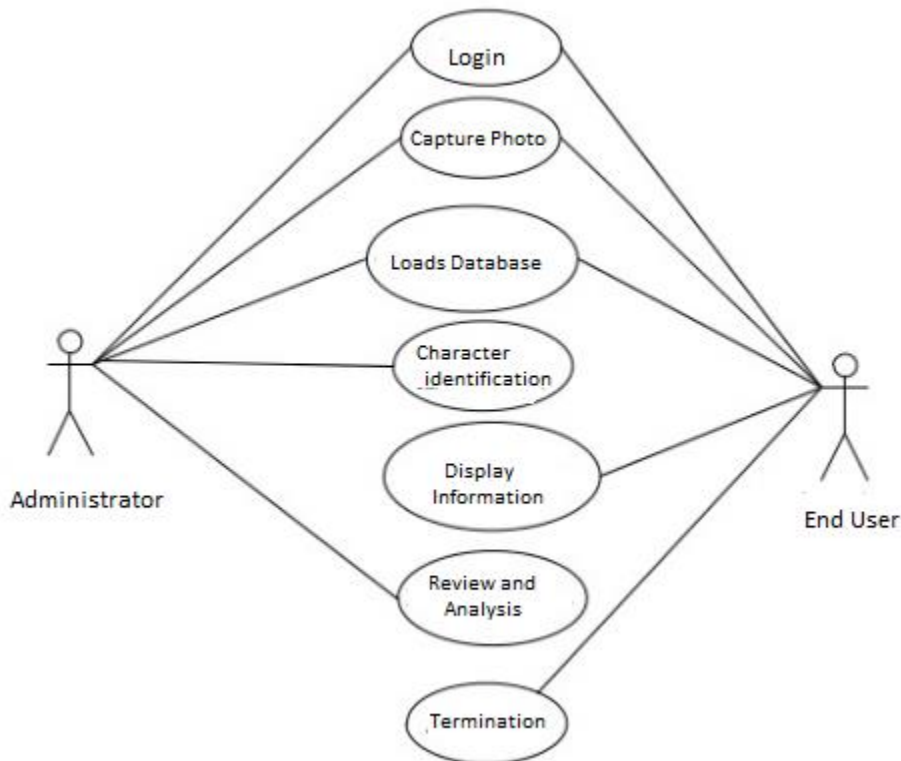 Login
Capture Photo
Loads Database
Character
identification
Display
Information
Administrator
End User
Review and
Analysis
Termination